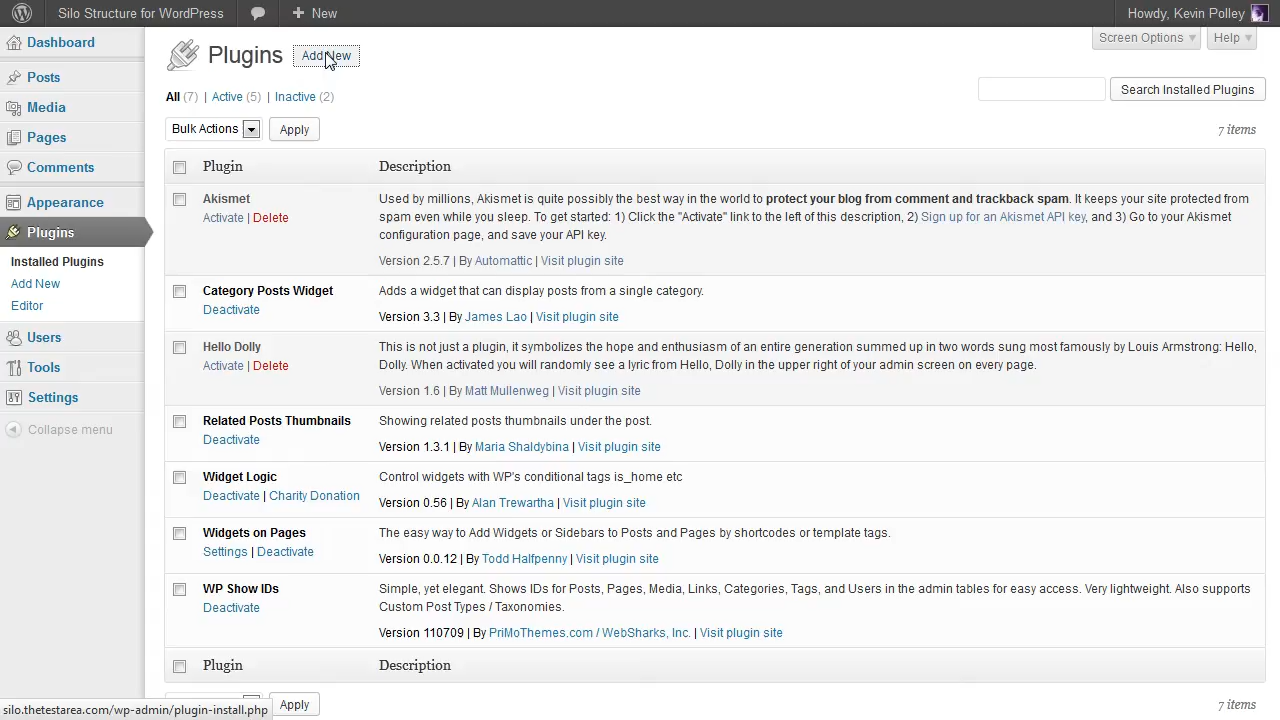 Silo Structure for WordPress
New
Howdy, Kevin Polley
Dashboard
Posts
Media
Pages
Comments
Appearance
Plugins
Installed Plugins
Add New
Editor
Users
Tools
Settings
Collapse menu
Screen Options
Help
Plugins Add New
All (7) | Active (5) | Inactive (2)
Search Installed Plugins
Bulk Actions
Apply
7 items
Plugin Description
Akismet
Activate | Delete
Used by millions, Akismet is quite possibly the best way in the world to protect your blog from comment and trackback spam. It keeps your site protected from
spam even while you sleep. To get started: 1) Click the "Activate" link to the left of this description, 2) Sign up for an Akismet API key, and 3) Go to your Akismet
configuration page, and save your API key.
Version 2.5.7 | By Automattic | Visit plugin site
Category Posts Widget
Deactivate
Adds a widget that can display posts from a single category.
Version 3.3 | By James Lao | Visit plugin site
Hello Dolly
Activate | Delete
This is not just a plugin, it symbolizes the hope and enthusiasm of an entire generation summed up in two words sung most famously by Louis Armstrong: Hello,
Dolly. When activated you will randomly see a lyric from Hello, Dolly in the upper right of your admin screen on every page.
Version 1.6 | By Matt Mullenweg | Visit plugin site
Related Posts Thumbnails
Deactivate
Showing related posts thumbnails under the post.
Version 1.3.1 | By Maria Shaldybina | Visit plugin site
Widget Logic
Deactivate | Charity Donation
Control widgets with WP's conditional tags is_home etc
Version 0.56 | By Alan Trewartha | Visit plugin site
Widgets on Pages
Settings | Deactivate
The easy way to Add Widgets or Sidebars to Posts and Pages by shortcodes or template tags.
Version 0.0.12 | By Todd Halfpenny | Visit plugin site
WP Show IDs
Deactivate
Simple, yet elegant. Shows IDs for Posts, Pages, Media, Links, Categories, Tags, and Users in the admin tables for easy access. Very lightweight. Also supports
Custom Post Types / Taxonomies.
Version 110709 | By PriMoThemes.com / WebSharks, Inc. | Visit plugin site
Plugin Description
Apply
7 items
silo.thetestarea.com/wp-admin/plugin-install.php